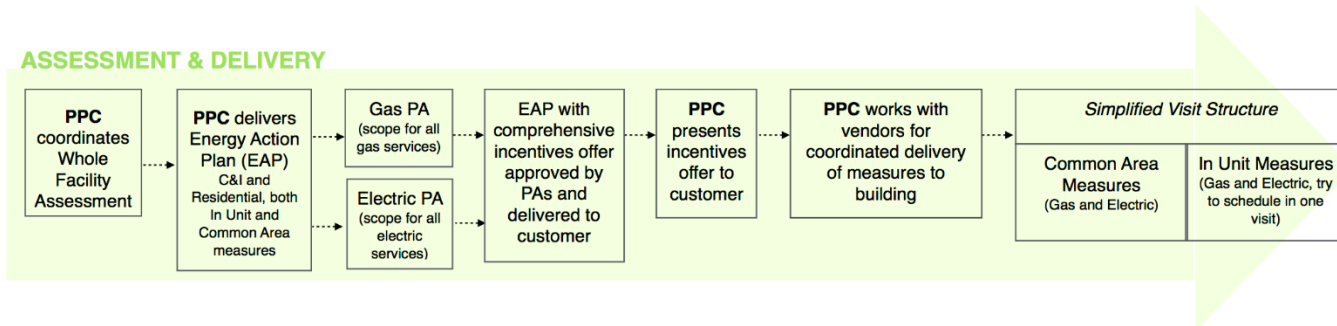 ASSESSMENT & DELIVERY
PPC
coordinates
Whole
Facility
Assessment
PPC delivers
Energy Action
Plan (EAP)
C&I and
Residential, both
In Unit and
Common Area
measures
Gas PA
(scope for all
gas services)
Electric PA
(scope for all
electric
services)
EAP with
comprehensive
incentives offer
approved by
PAs and
delivered to
customer
PPC
presents
incentives
offer to
customer
PPC works with
vendors for
coordinated delivery
of measures to
building
Simplified Visit Structure
Common Area
Measures
(Gas and Electric)
In Unit Measures
(Gas and Electric, try
to schedule in one
visit)